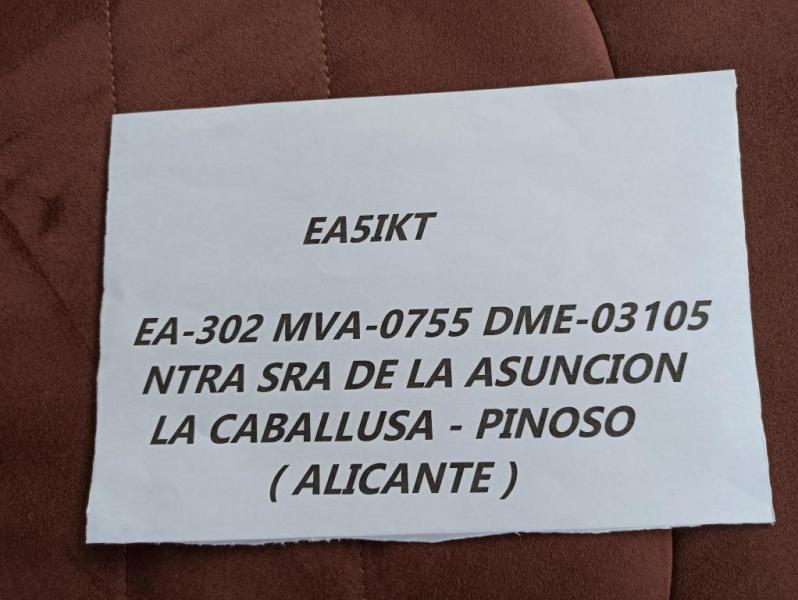 EA5IKT
EA-302 MVA-0755 DME-03105
NTRA SRA DE LA ASUNCION
LA CABALLUSA - PINOSO
( ALICANTE )